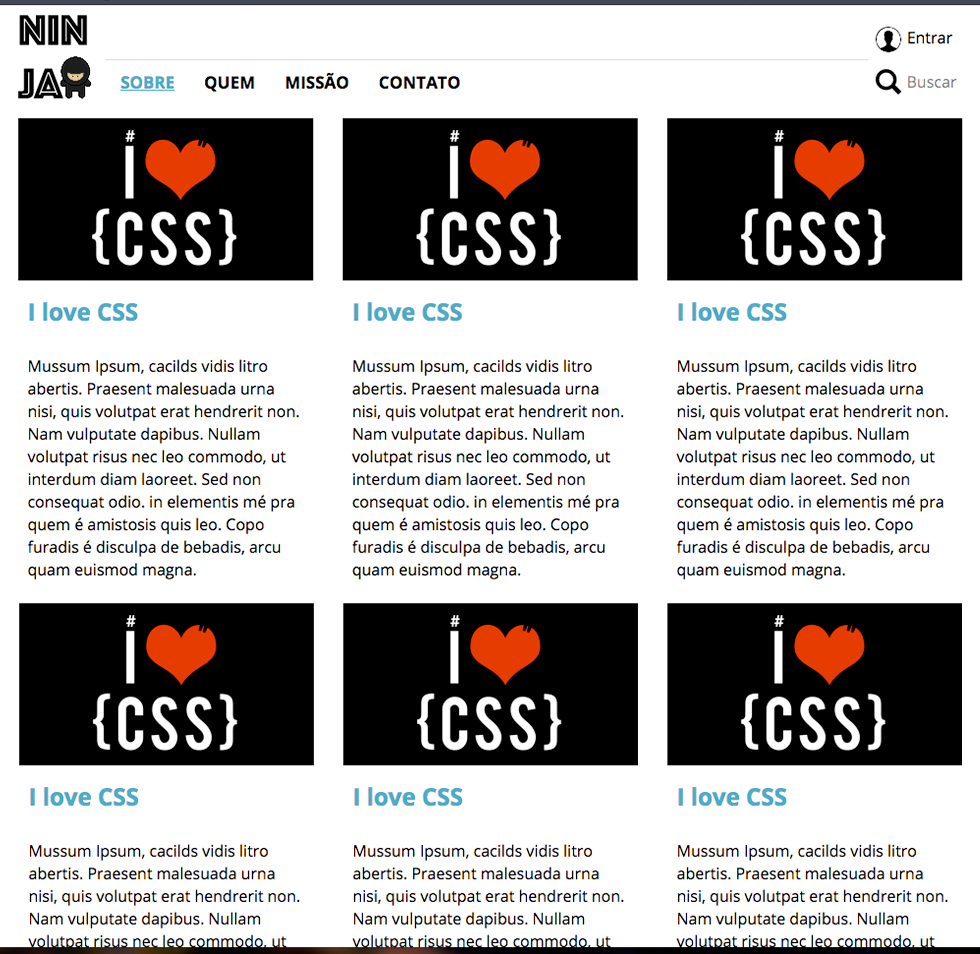 NIN
JA
Entrar
SOBRE QUEM MISSÃO CONTATO
Buscar
#
I
{CSS}
I love CSS
Mussum Ipsum, cacilds vidis litro
abertis. Praesent malesuada urna
nisi, quis volutpat erat hendrerit non.
Nam vulputate dapibus. Nullam
volutpat risus nec leo commodo, ut
interdum diam laoreet. Sed non
consequat odio. in elementis mé pra
quem é amistosis quis leo. Copo
furadis é disculpa de bebadis, arcu
quam euismod magna.
#
I
{CSS}
I love CSS
Mussum Ipsum, cacilds vidis litro
abertis. Praesent malesuada urna
nisi, quis volutpat erat hendrerit non.
Nam vulputate dapibus. Nullam
volutpat risus nec leo commodo, ut
interdum diam laoreet. Sed non
consequat odio. in elementis mé pra
quem é amistosis quis leo. Copo
furadis é disculpa de bebadis, arcu
quam euismod magna.
#
I
{CSS}
I love CSS
Mussum Ipsum, cacilds vidis litro
abertis. Praesent malesuada urna
nisi, quis volutpat erat hendrerit non.
Nam vulputate dapibus. Nullam
volutpat risus nec leo commodo, ut
interdum diam laoreet. Sed non
consequat odio. in elementis mé pra
quem é amistosis quis leo. Copo
furadis é disculpa de bebadis, arcu
quam euismod magna.
#
I
{CSS}
I love CSS
Mussum Ipsum, cacilds vidis litro
abertis. Praesent malesuada urna
nisi, quis volutpat erat hendrerit non.
Nam vulputate dapibus. Nullam
volutpat risus nec leo commodo, ut
#
I
{CSS}
I love CSS
Mussum Ipsum, cacilds vidis litro
abertis. Praesent malesuada urna
nisi, quis volutpat erat hendrerit non.
Nam vulputate dapibus. Nullam
volutpat risus nec leo commodo, ut
#
I
{CSS}
I love CSS
Mussum Ipsum, cacilds vidis litro
abertis. Praesent malesuada urna
nisi, quis volutpat erat hendrerit non.
Nam vulputate dapibus. Nullam
volutpat risus nec leo commodo, ut